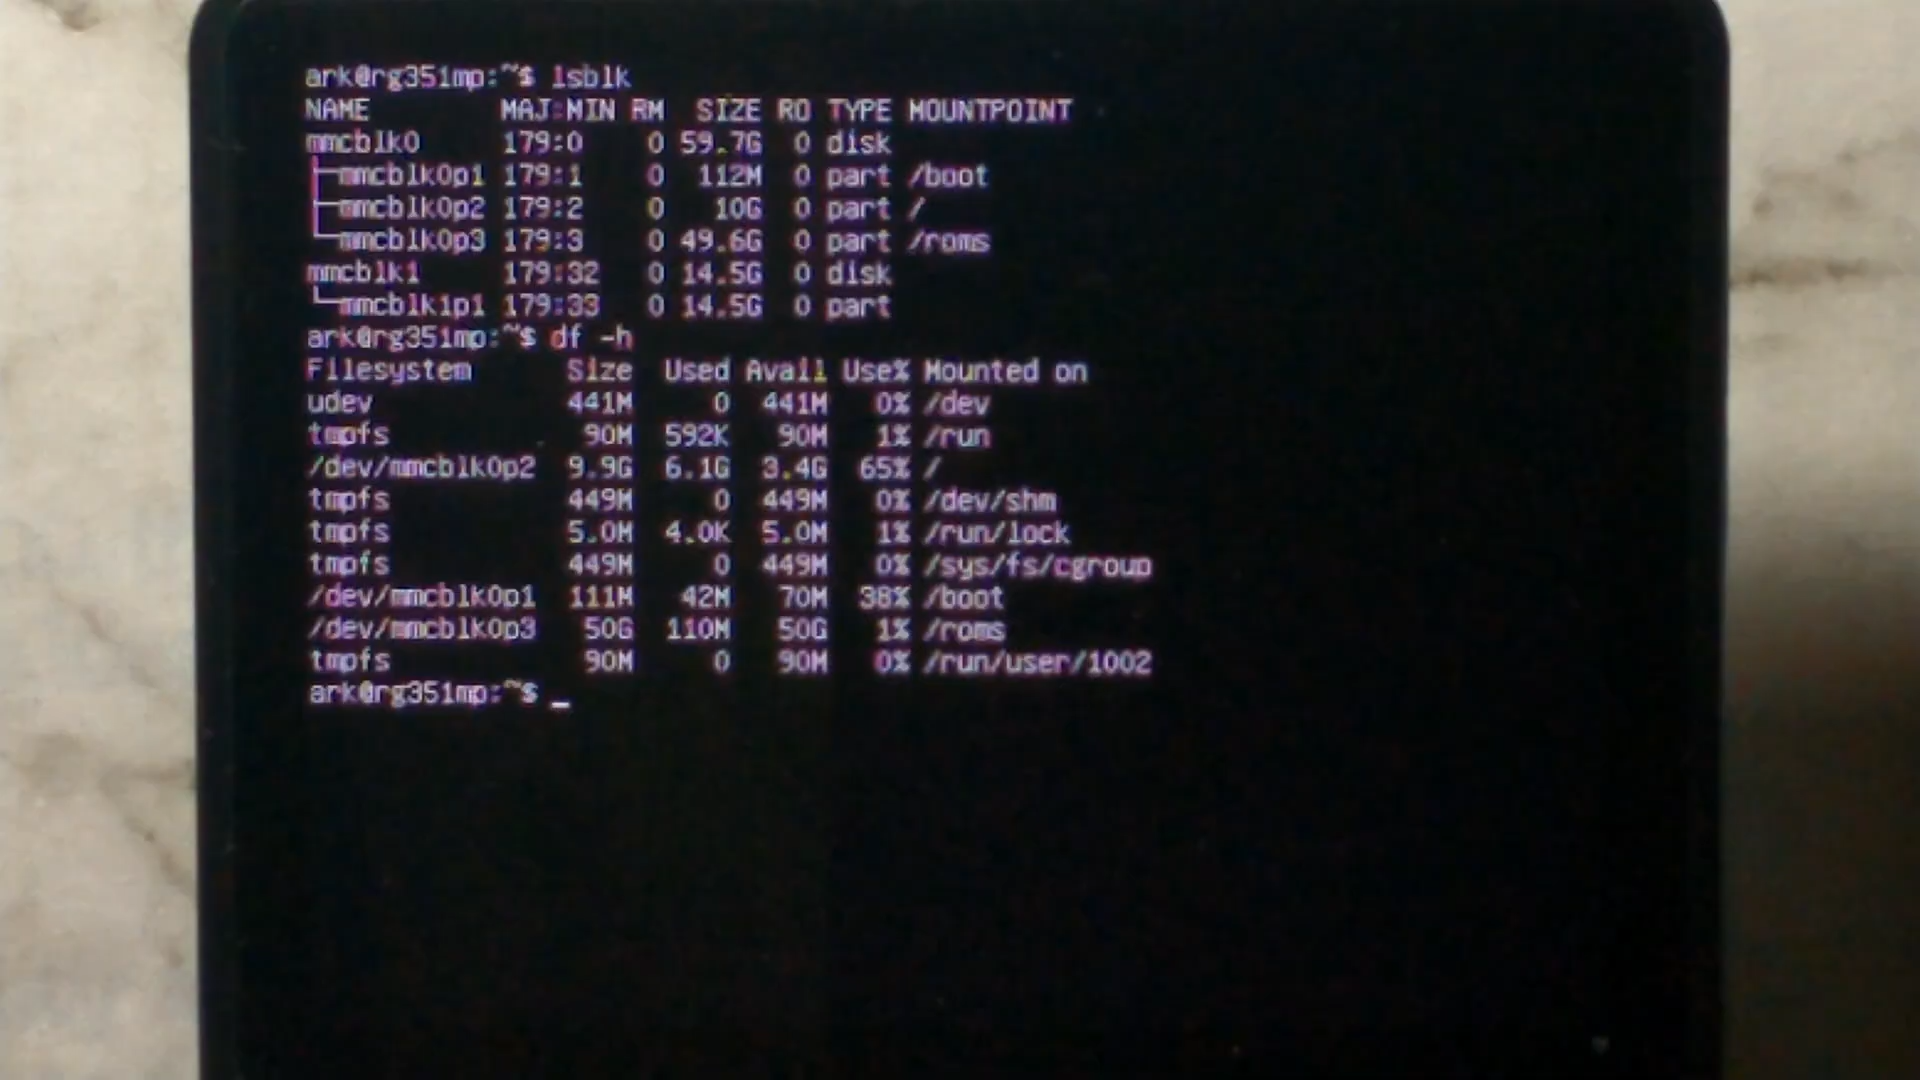 ark@rg351mp:~$ lsblk
NAME        MAJ:MIN RM  SIZE RO TYPE MOUNTPOINT
mmcblk0     179:0    0 59.7G  0 disk
├─mmcblk0p1 179:1    0  112M  0 part /boot
├─mmcblk0p2 179:2    0   10G  0 part /
└─mmcblk0p3 179:3    0 49.6G  0 part /roms
mmcblk1     179:32   0 14.5G  0 disk
└─mmcblk1p1 179:33   0 14.5G  0 part
ark@rg351mp:~$ df -h
Filesystem      Size  Used Avail Use% Mounted on
udev            441M     0  441M   0% /dev
tmpfs            90M  592K   90M   1% /run
/dev/mmcblk0p2  9.9G  6.1G  3.4G  65% /
tmpfs           449M     0  449M   0% /dev/shm
tmpfs           5.0M  4.0K  5.0M   1% /run/lock
tmpfs           449M     0  449M   0% /sys/fs/cgroup
/dev/mmcblk0p1  111M   42M   70M  38% /boot
/dev/mmcblk0p3   50G  110M   50G   1% /roms
tmpfs            90M     0   90M   0% /run/user/1002
ark@rg351mp:~$ _